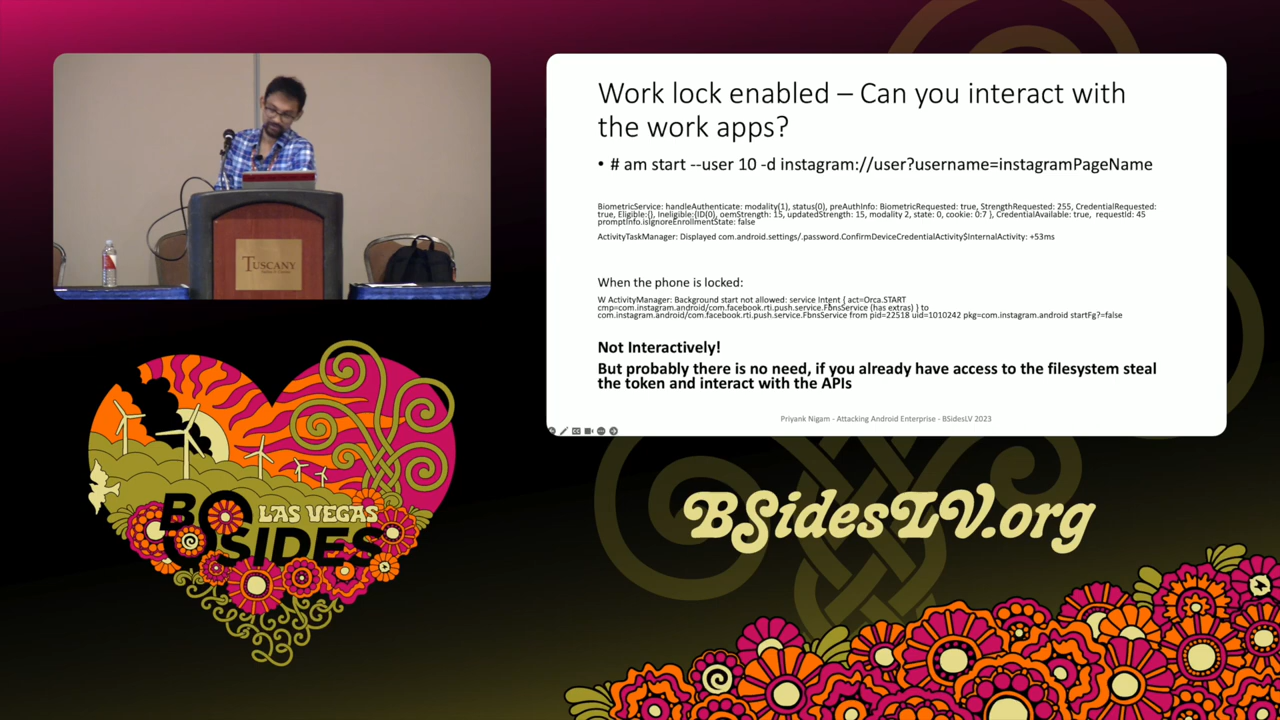 Work lock enabled – Can you interact with
the work apps?
• # am start --user 10 -d instagram://user?username=instagramPageName
BiometricService: handleAuthenticate: modality(1), status(0), preAuthInfo: BiometricRequested: true, StrengthRequested: 255, CredentialRequested:
true, Eligible:{}, Ineligible:{ID(0), oemStrength: 15, updatedStrength: 15, modality 2, state: 0, cookie: 0:7 }, CredentialAvailable: true, requestId: 45
promptInfo.isIgnoreEnrollmentState: false
ActivityTaskManager: Displayed com.android.settings/.password.ConfirmDeviceCredentialActivity$InternalActivity: +53ms
When the phone is locked:
W ActivityManager: Background start not allowed: service Intent { act=Orca.START
cmp=com.instagram.android/com.facebook.rti.push.service.FbnsService (has extras) } to
com.instagram.android/com.facebook.rti.push.service.FbnsService from pid=22518 uid=1010242 pkg=com.instagram.android startFg?=false
Not Interactively!
But probably there is no need, if you already have access to the filesystem steal
the token and interact with the APIs
Priyank Nigam - Attacking Android Enterprise - BSidesLV 2023
TUSCANY
BSIDES
LAS VEGAS
BSidesLV.org